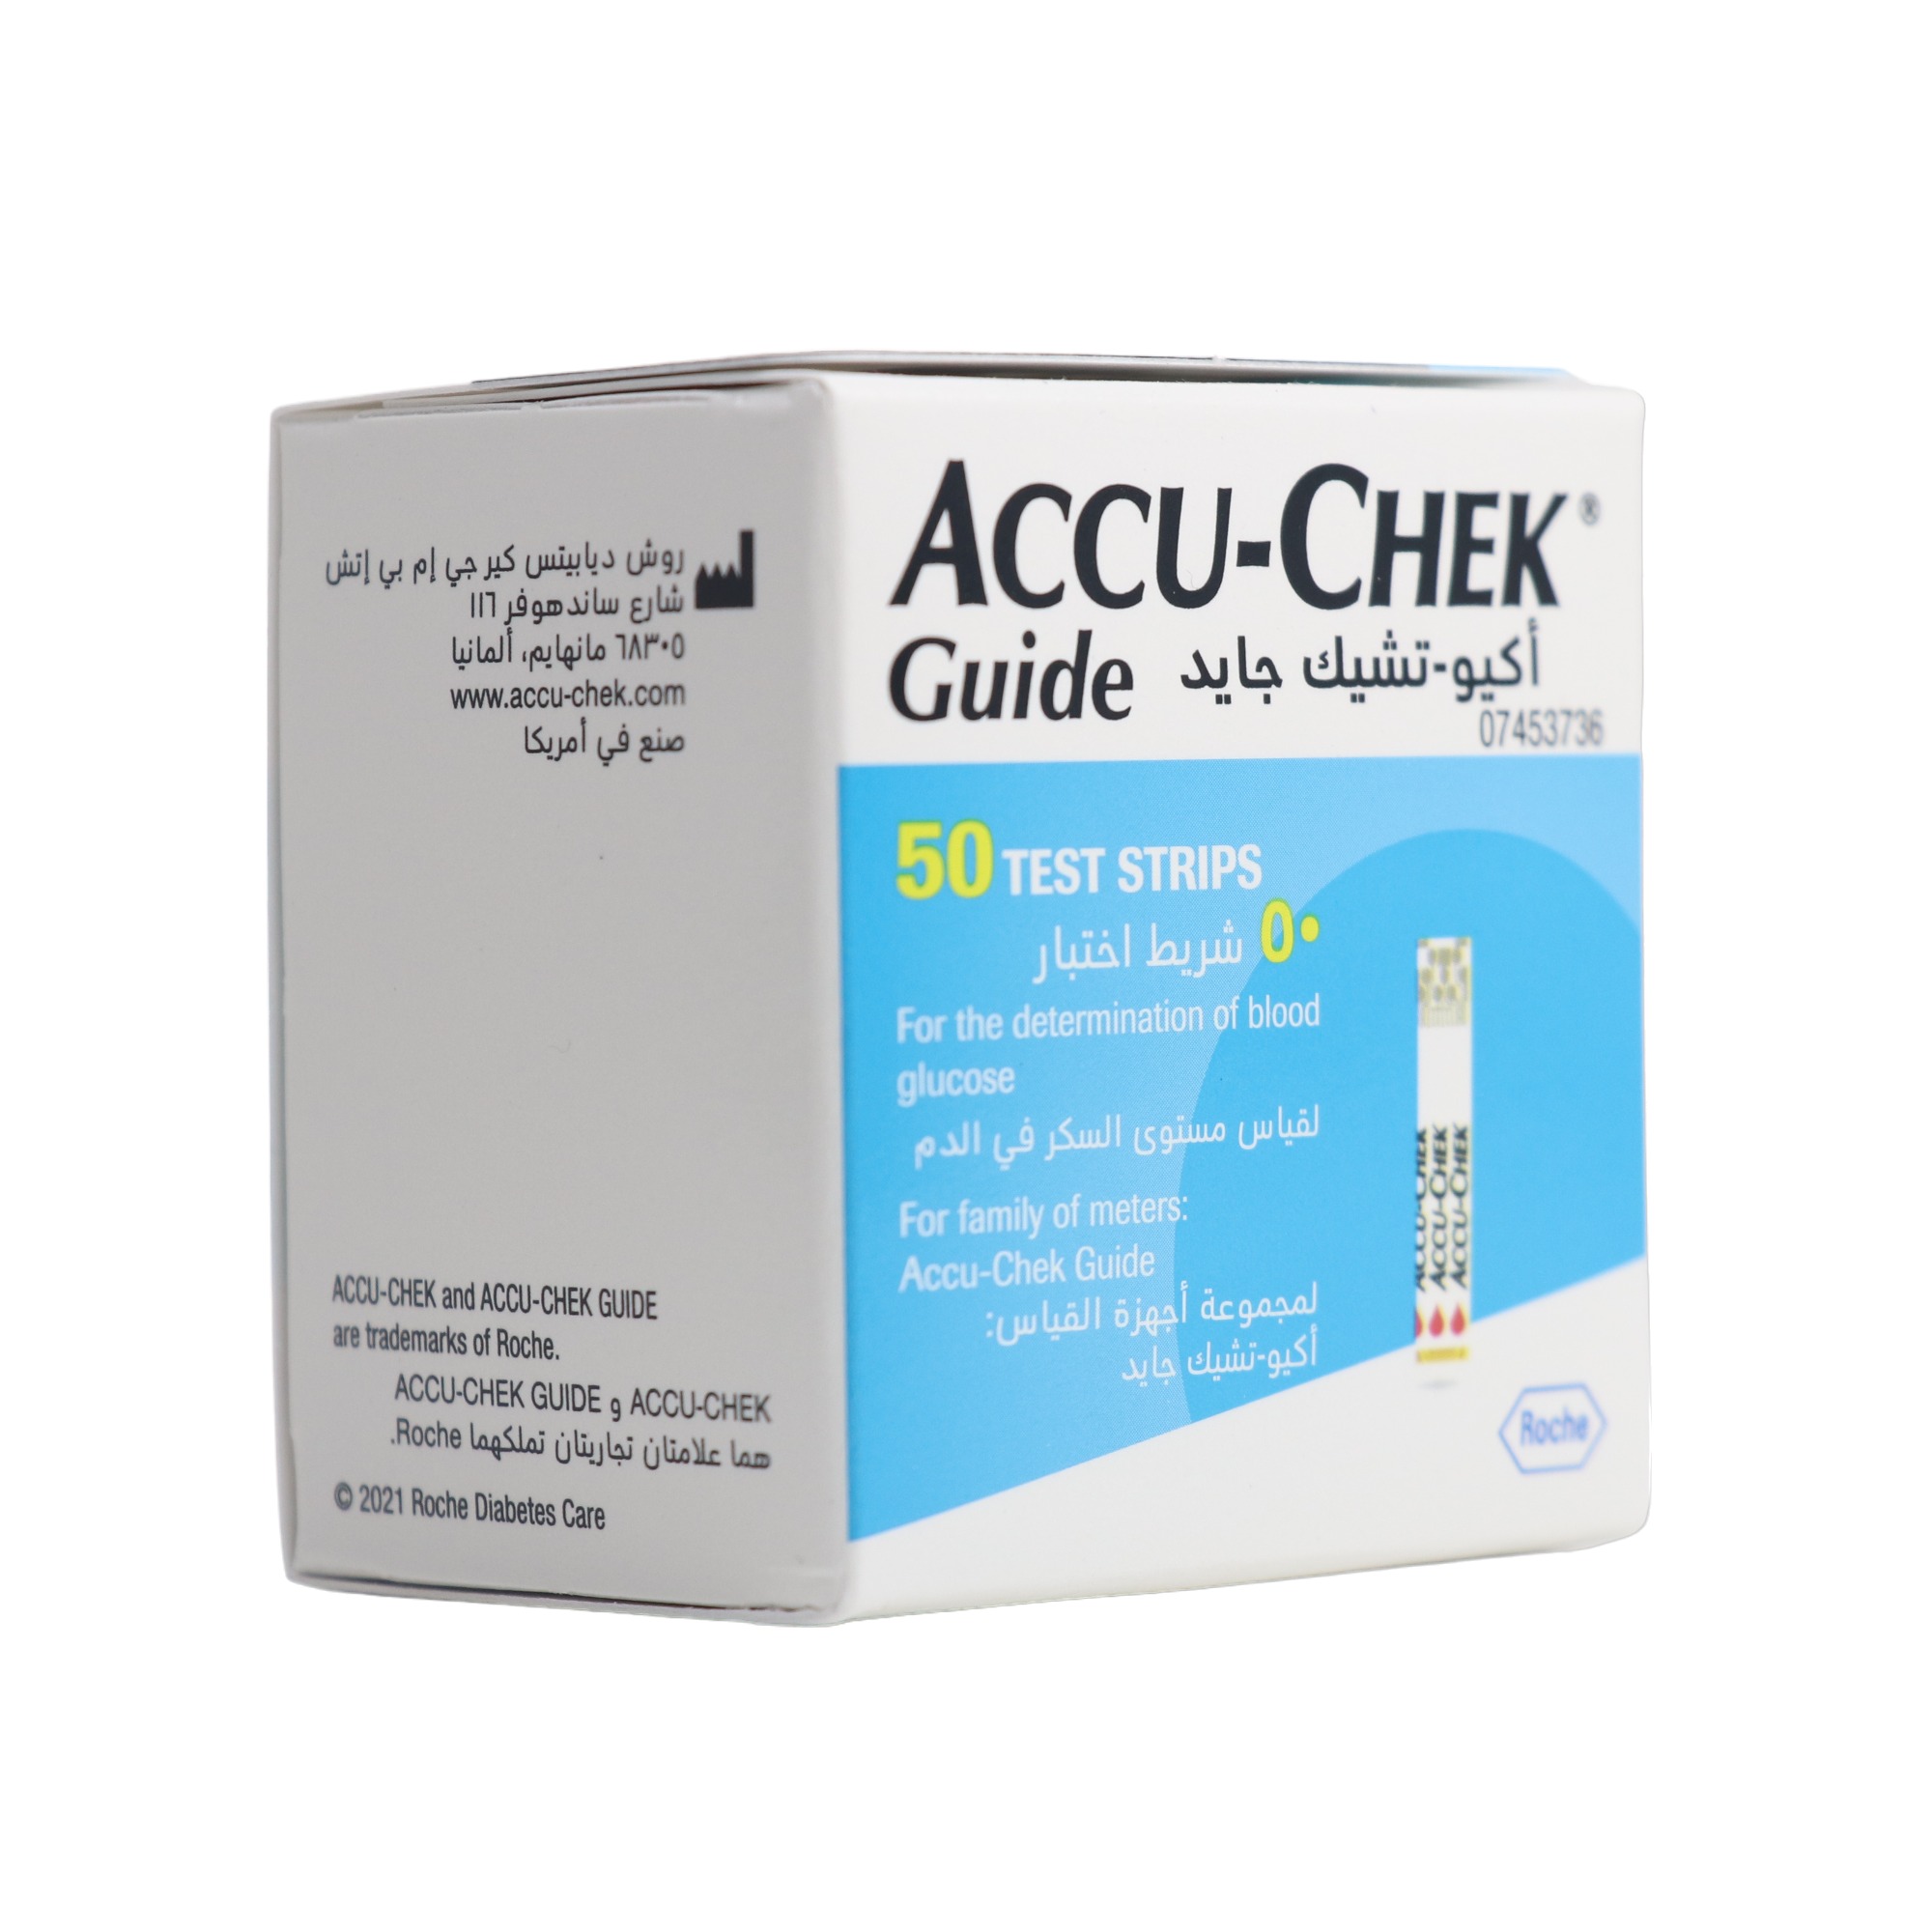 روش ديابيتس كير جي إم بي إتش
شارع ساندهوفر ١١٦
٦٨٣٠٥ مانهايم، ألمانيا
www.accu-chek.com
صنع في أمريكا
ACCU-CHEK and ACCU-CHEK GUIDE
are trademarks of Roche.
ACCU-CHEK و ACCU-CHEK GUIDE
هما علامتان تجاريتان تملكهما Roche.
© 2021 Roche Diabetes Care
ACCU-CHEK®
Guide أكيو-تشيك جايد
07453736
50 TEST STRIPS
٥٠ شريط اختبار
For the determination of blood
glucose
لقياس مستوى السكر في الدم
For family of meters:
Accu-Chek Guide
لمجموعة أجهزة القياس:
أكيو-تشيك جايد
ACCU-CHEK
ACCU-CHEK
ACCU-CHEK
Roche